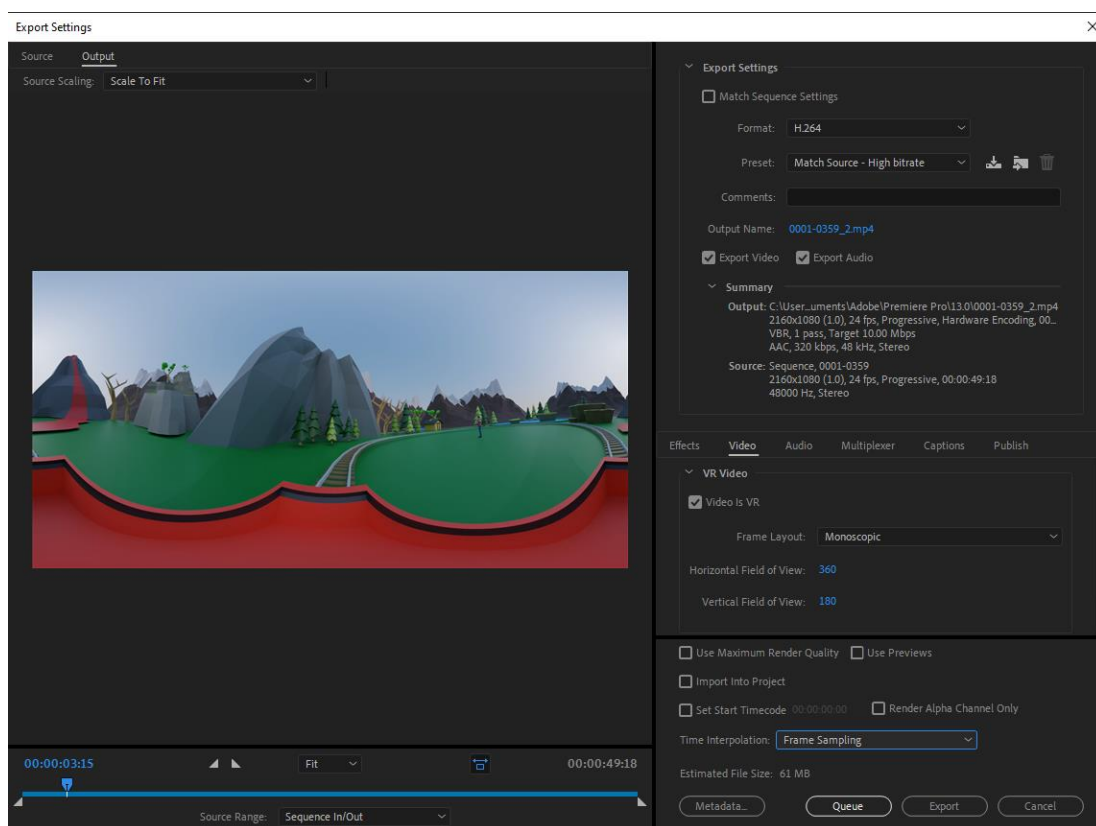 Export Settings
Source Output
Source Scaling: Scale To Fit
Export Settings
Match Sequence Settings
Format: H.264
Preset: Match Source - High bitrate
Comments:
Output Name: 0001-0359_2.mp4
Export Video Export Audio
Summary
Output: C:\User...uments\Adobe\Premiere Pro\13.0\0001-0359_2.mp4
2160x1080 (1.0), 24 fps, Progressive, Hardware Encoding, 00...
VBR, 1 pass, Target 10.00 Mbps
AAC, 320 kbps, 48 kHz, Stereo
Source: Sequence, 0001-0359
2160x1080 (1.0), 24 fps, Progressive, 00:00:49:18
48000 Hz, Stereo
Effects Video Audio Multiplexer Captions Publish
VR Video
Video is VR
Frame Layout: Monoscopic
Horizontal Field of View: 360
Vertical Field of View: 180
Use Maximum Render Quality Use Previews
Import Into Project
Set Start Timecode 00:00:00:00 Render Alpha Channel Only
Time Interpolation: Frame Sampling
Estimated File Size: 61 MB
Metadata... Queue Export Cancel
00:00:03:15 Fit 00:00:49:18
Source Range: Sequence In/Out